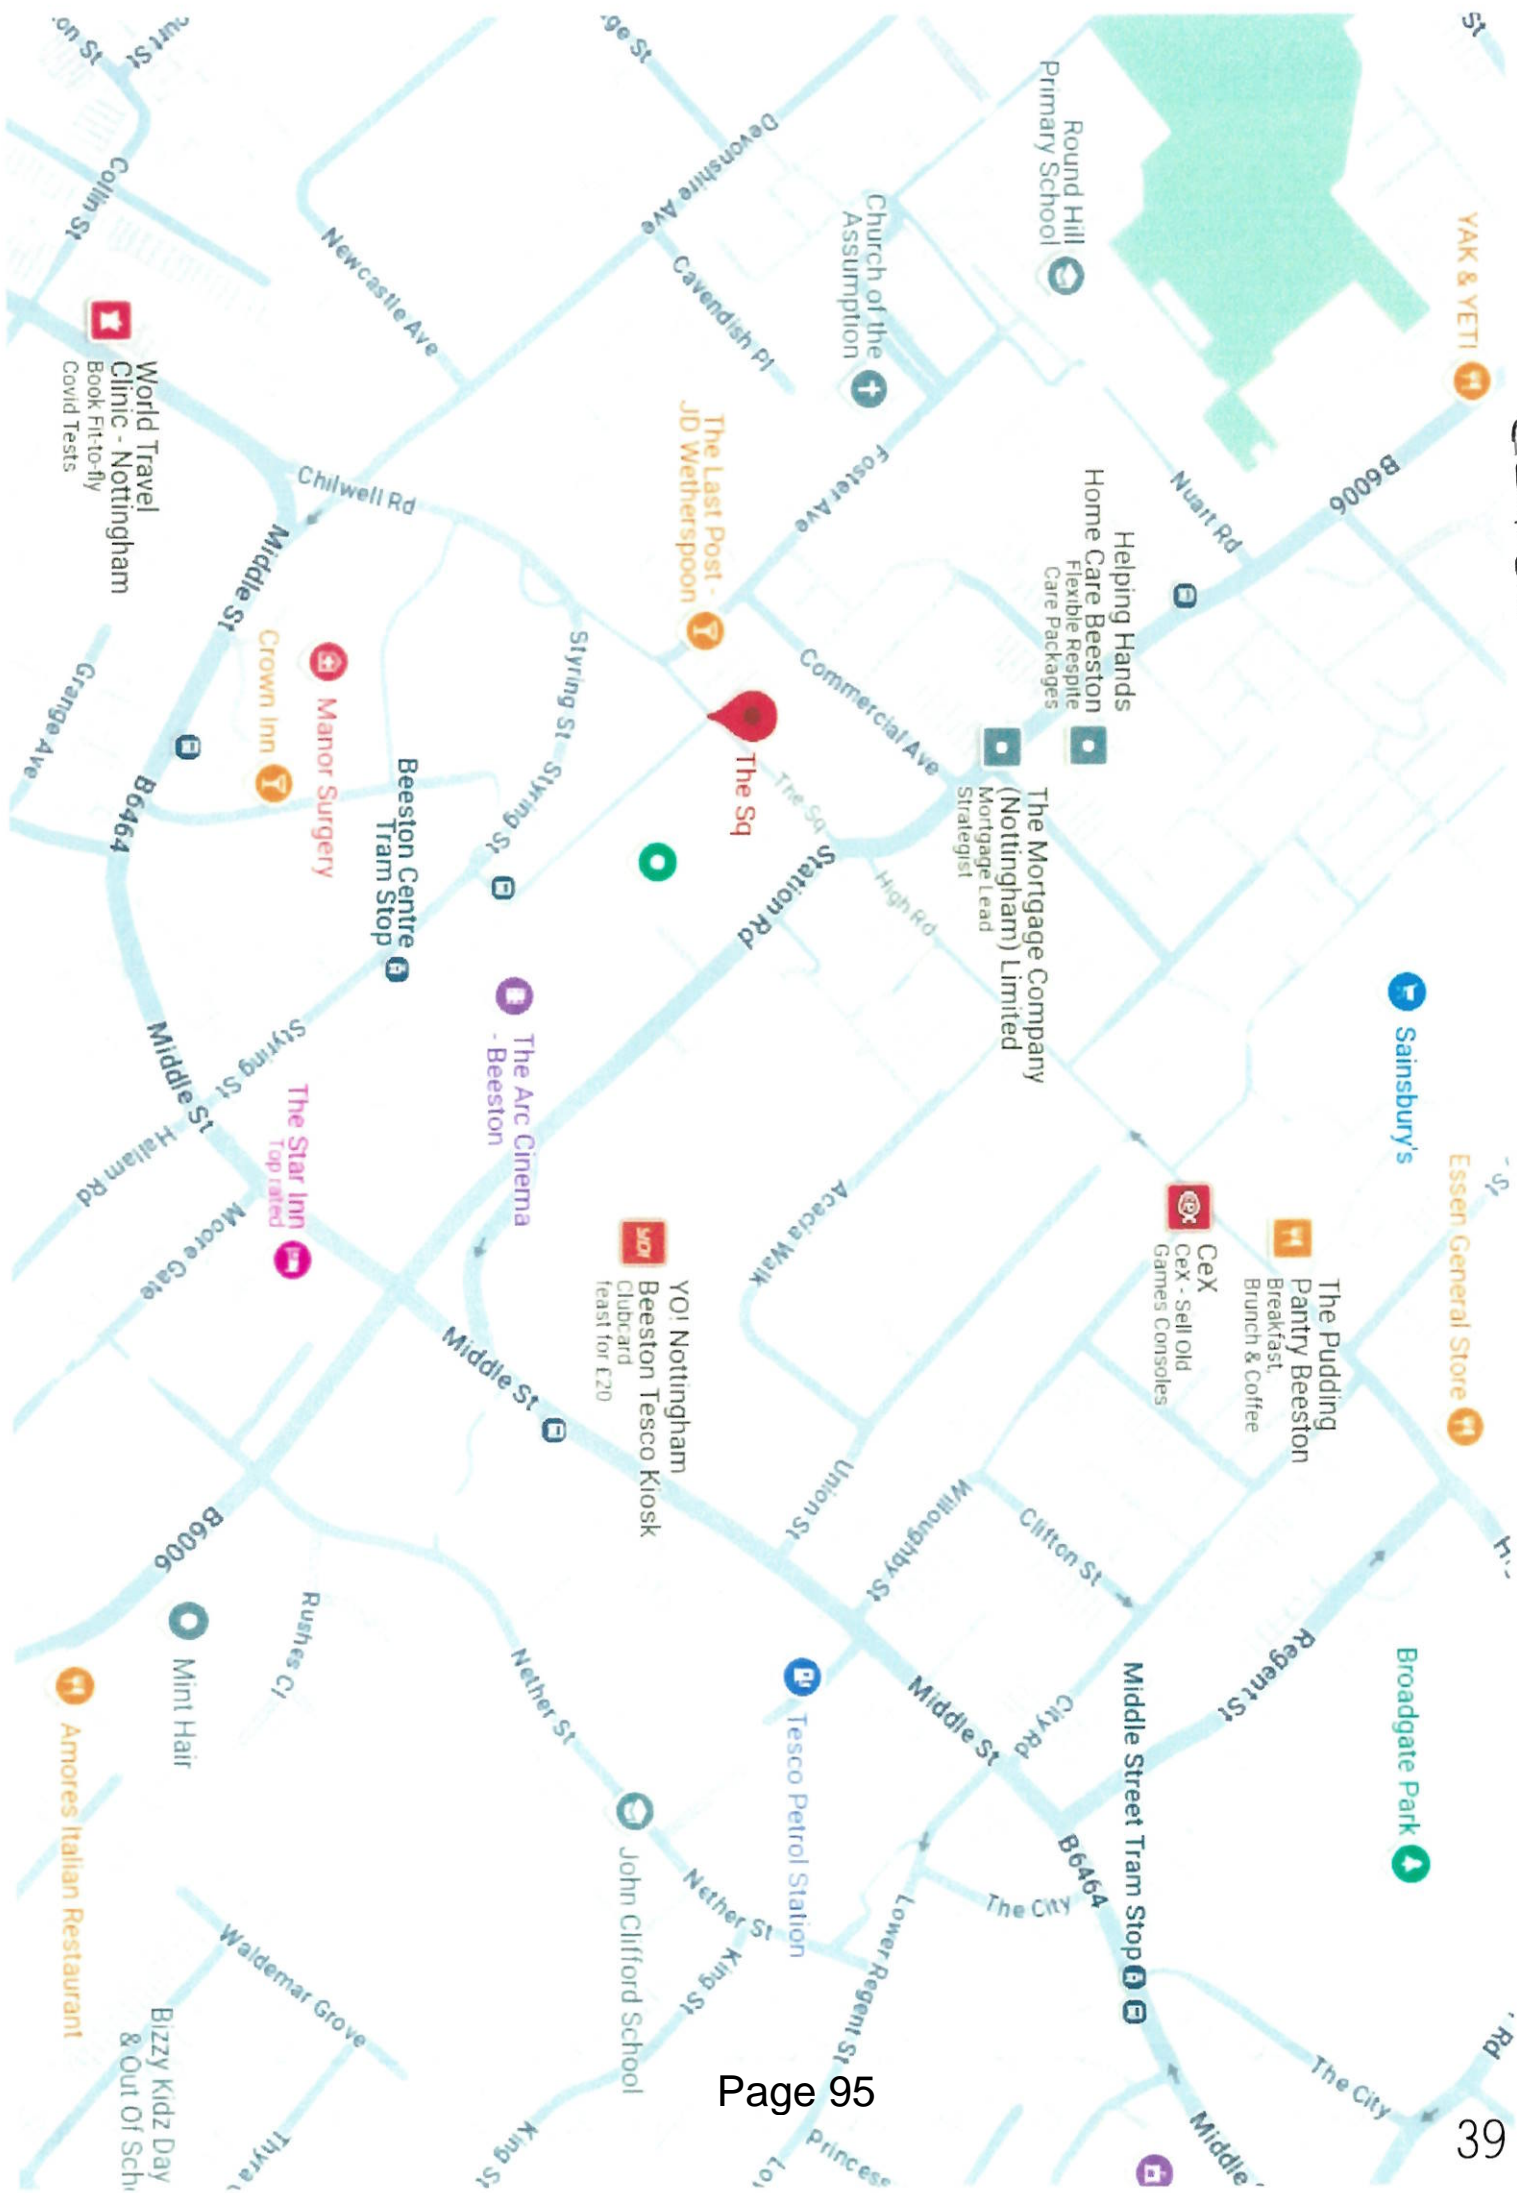 St
YAK & YETI
B6006
Round Hill
Primary School
Nuart Rd
Church of the
Assumption
Devonshire Ave
Cavendish Pl
Newcastle Ave
Collin St
Foster Ave
Helping Hands
Home Care Beeston
Flexible Respite
Care Packages
The Last Post -
JD Wetherspoon
Commercial Ave
Chilwell Rd
World Travel
Clinic - Nottingham
Book Fit-to-fly
Covid Tests
Middle St
Crown Inn
Manor Surgery
Grange Ave
B6464
Styring St
Styring St
The Sq
The Sq
The Mortgage Company
(Nottingham) Limited
Mortgage Lead
Strategist
Station Rd
High Rd
Beeston Centre
Tram Stop
The Arc Cinema
- Beeston
Styring St
Middle St
Hallam Rd
Moore Gate
The Star Inn
Top rated
Sainsbury's
St
Essen General Store
CeX
CeX - Sell Old
Games Consoles
The Pudding
Pantry Beeston
Breakfast,
Brunch & Coffee
Acacia Walk
YO! Nottingham
Beeston Tesco Kiosk
Clubcard
feast for £20
Middle St
Union St
Willoughby St
Clifton St
B6006
Mint Hair
Rushes Cl
Nether St
Regent St
Broadgate Park
City Rd
Middle St
Middle Street Tram Stop
Tesco Petrol Station
B6464
The City
John Clifford School
Nether St
King St
Lower Regent St
Amores Italian Restaurant
Waldemar Grove
Bizzy Kidz Day
& Out Of Sch
Thyra
King St
Princess
The City
Rd
Middle
Page 95
39